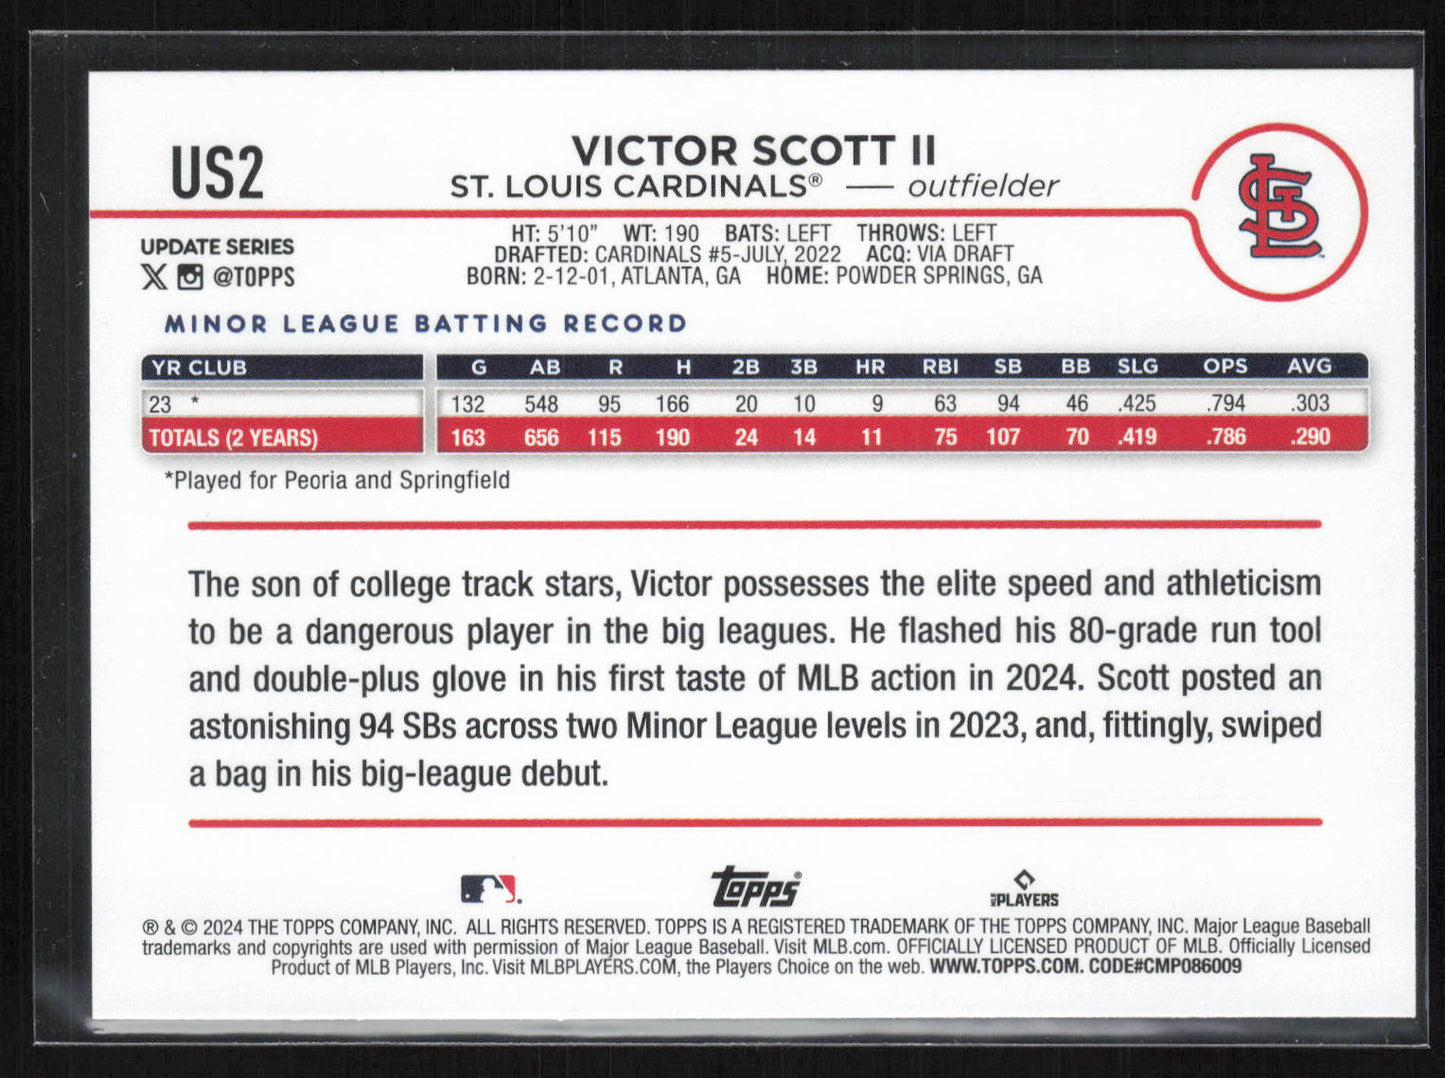 US2
VICTOR SCOTT II
ST. LOUIS CARDINALS® — outfielder
UPDATE SERIES
@TOPPS
HT: 5'10" WT: 190 BATS: LEFT THROWS: LEFT
DRAFTED: CARDINALS #5-JULY, 2022 ACQ: VIA DRAFT
BORN: 2-12-01, ATLANTA, GA HOME: POWDER SPRINGS, GA
MINOR LEAGUE BATTING RECORD
YR CLUB G AB R H 2B 3B HR RBI SB BB SLG OPS AVG
23 * 132 548 95 166 20 10 9 63 94 46 .425 .794 .303
TOTALS (2 YEARS) 163 656 115 190 24 14 11 75 107 70 .419 .786 .290
*Played for Peoria and Springfield
The son of college track stars, Victor possesses the elite speed and athleticism
to be a dangerous player in the big leagues. He flashed his 80-grade run tool
and double-plus glove in his first taste of MLB action in 2024. Scott posted an
astonishing 94 SBs across two Minor League levels in 2023, and, fittingly, swiped
a bag in his big-league debut.
topps®
MLB PLAYERS
® & © 2024 THE TOPPS COMPANY, INC. ALL RIGHTS RESERVED. TOPPS IS A REGISTERED TRADEMARK OF THE TOPPS COMPANY, INC. Major League Baseball
trademarks and copyrights are used with permission of Major League Baseball. Visit MLB.com. OFFICIALLY LICENSED PRODUCT OF MLB. Officially Licensed
Product of MLB Players, Inc. Visit MLBPLAYERS.COM, the Players Choice on the web. WWW.TOPPS.COM. CODE#CMP086009